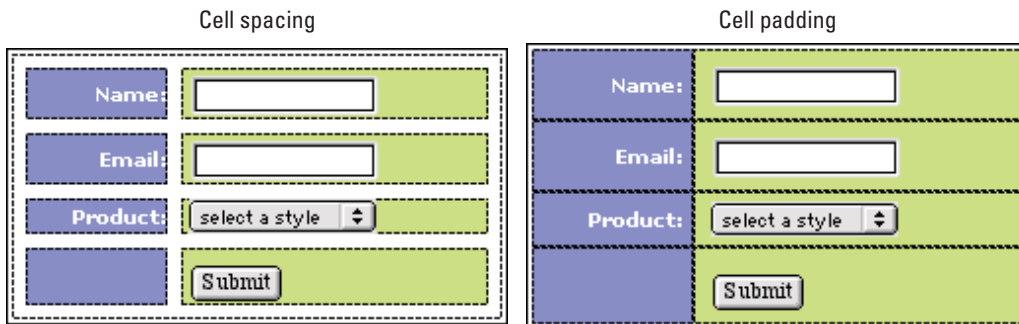 Cell spacing
Name:
Email:
Product: select a style
Submit
Cell padding
Name:
Email:
Product: select a style
Submit